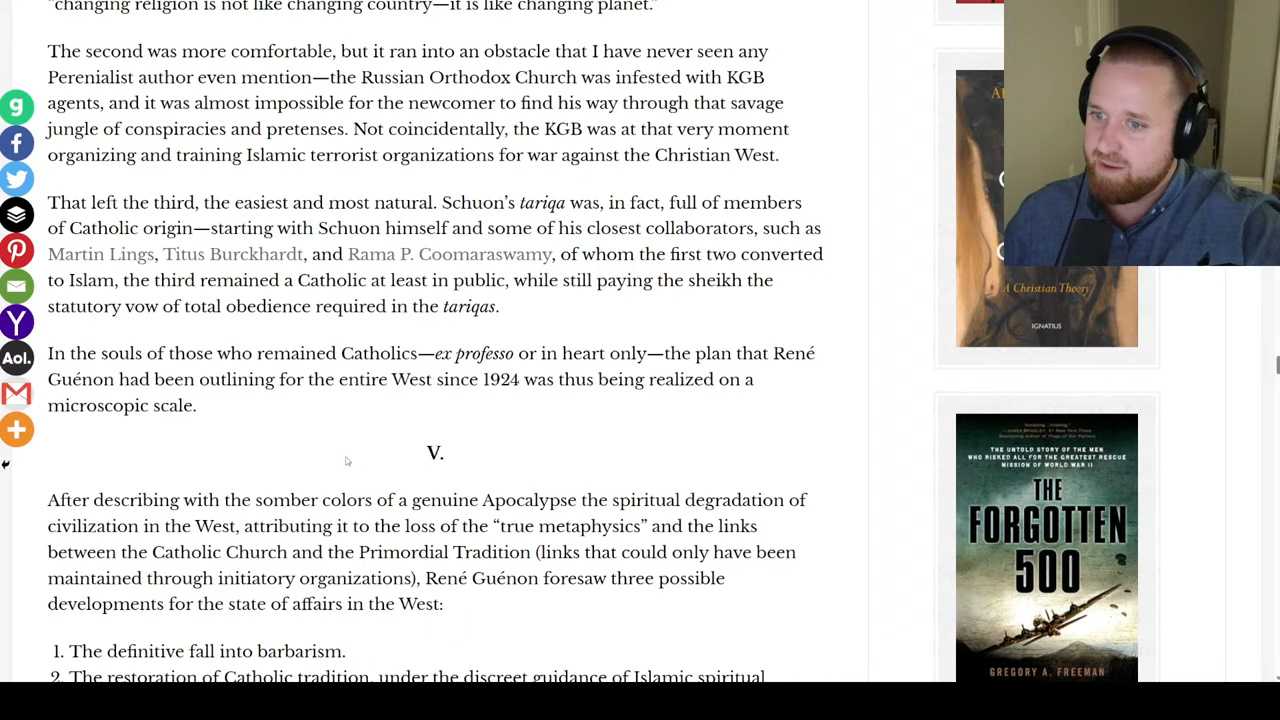 "changing religion is not like changing country—it is like changing planet."
The second was more comfortable, but it ran into an obstacle that I have never seen any
Perenialist author even mention—the Russian Orthodox Church was infested with KGB
agents, and it was almost impossible for the newcomer to find his way through that savage
jungle of conspiracies and pretenses. Not coincidentally, the KGB was at that very moment
organizing and training Islamic terrorist organizations for war against the Christian West.
That left the third, the easiest and most natural. Schuon's tariqa was, in fact, full of members
of Catholic origin—starting with Schuon himself and some of his closest collaborators, such as
Martin Lings, Titus Burckhardt, and Rama P. Coomaraswamy, of whom the first two converted
to Islam, the third remained a Catholic at least in public, while still paying the sheikh the
statutory vow of total obedience required in the tariqas.
In the souls of those who remained Catholics—ex professo or in heart only—the plan that René
Guénon had been outlining for the entire West since 1924 was thus being realized on a
microscopic scale.
V.
After describing with the somber colors of a genuine Apocalypse the spiritual degradation of
civilization in the West, attributing it to the loss of the "true metaphysics" and the links
between the Catholic Church and the Primordial Tradition (links that could only have been
maintained through initiatory organizations), René Guénon foresaw three possible
developments for the state of affairs in the West:
1. The definitive fall into barbarism.
2. The restoration of Catholic tradition under the discreet guidance of Islamic spiritual
g
Y
Aol.
A Christian Theory
IGNATIUS
THE UNTOLD STORY OF THE MEN
WHO RISKED ALL FOR THE GREATEST RESCUE
MISSION OF WORLD WAR II
THE
FORGOTTEN
500
GREGORY A. FREEMAN